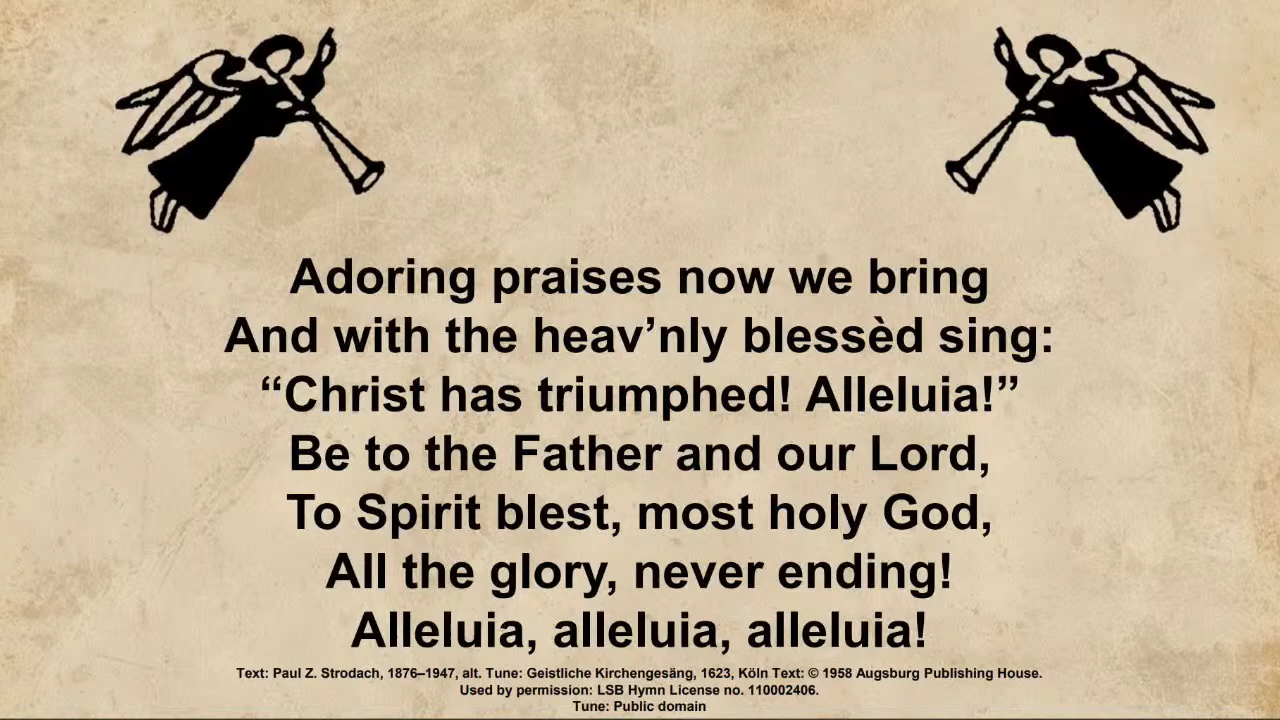 Adoring praises now we bring
And with the heav’nly blessèd sing:
“Christ has triumphed! Alleluia!”
Be to the Father and our Lord,
To Spirit blest, most holy God,
All the glory, never ending!
Alleluia, alleluia, alleluia!
Text: Paul Z. Strodach, 1876–1947, alt. Tune: Geistliche Kirchengesäng, 1623, Köln Text: © 1958 Augsburg Publishing House.
Used by permission: LSB Hymn License no. 110002406.
Tune: Public domain